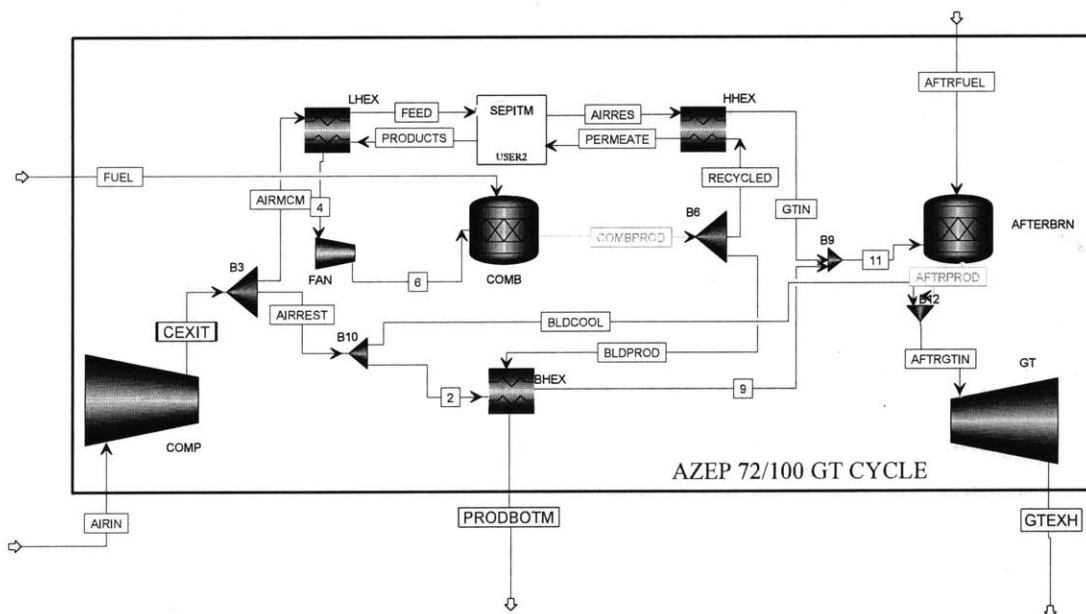 AFTRFUEL
LHEX
FEED
SEPITM
USER2
AIRRES
HHEX
PRODUCTS
PERMEATE
FUEL
RECYCLED
AIRMCM
4
GTIN
B6
AFTERBRN
B9
11
COMBPROD
COMB
FAN
6
B3
AFTRPROD
AIRREST
B12
CEXIT
B10
BLDCOOL
BLDPROD
AFTRGTIN
GT
BHEX
2
9
COMP
AZEP 72/100 GT CYCLE
PRODBOTM
GTEXH
AIRIN